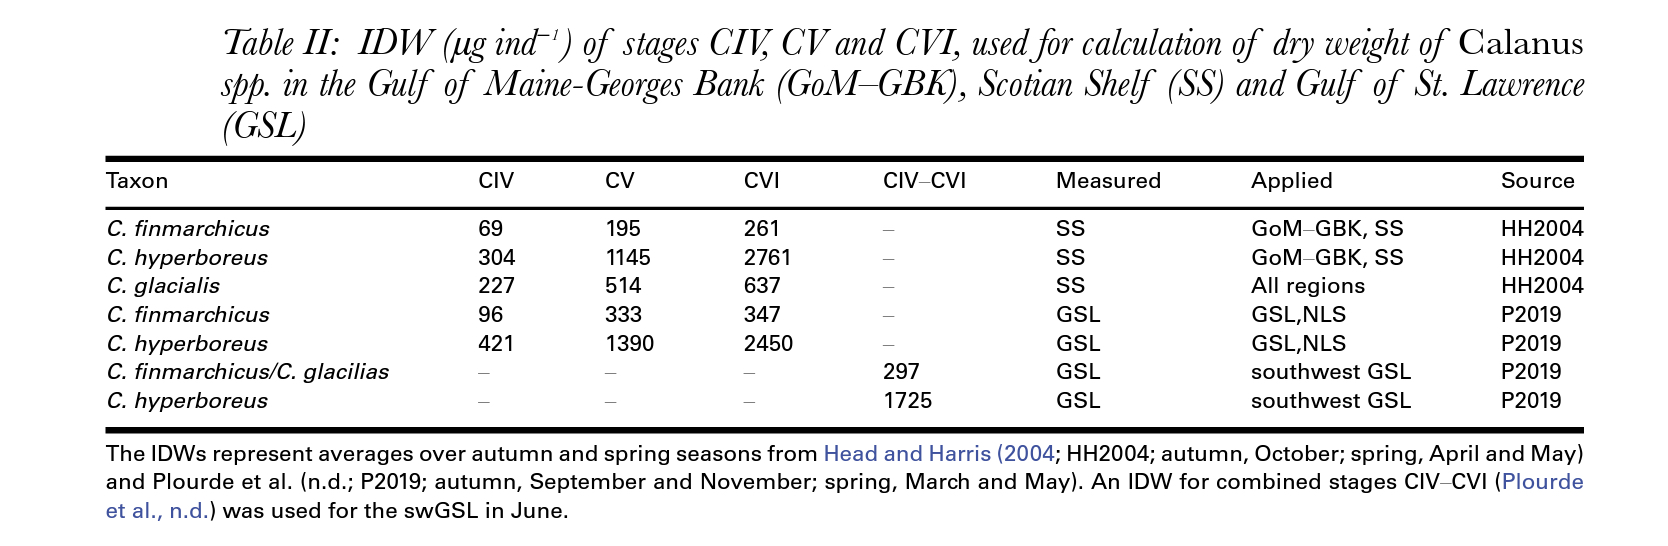 Table II: IDW (μg ind⁻¹) of stages CIV, CV and CVI, used for calculation of dry weight of Calanus
spp. in the Gulf of Maine-Georges Bank (GoM–GBK), Scotian Shelf (SS) and Gulf of St. Lawrence
(GSL)
Taxon CIV CV CVI CIV–CVI Measured Applied Source
C. finmarchicus 69 195 261 – SS GoM–GBK, SS HH2004
C. hyperboreus 304 1145 2761 – SS GoM–GBK, SS HH2004
C. glacialis 227 514 637 – SS All regions HH2004
C. finmarchicus 96 333 347 – GSL GSL,NLS P2019
C. hyperboreus 421 1390 2450 – GSL GSL,NLS P2019
C. finmarchicus/C. glacilias – – – 297 GSL southwest GSL P2019
C. hyperboreus – – – 1725 GSL southwest GSL P2019
The IDWs represent averages over autumn and spring seasons from Head and Harris (2004; HH2004; autumn, October; spring, April and May)
and Plourde et al. (n.d.; P2019; autumn, September and November; spring, March and May). An IDW for combined stages CIV–CVI (Plourde
et al., n.d.) was used for the swGSL in June.